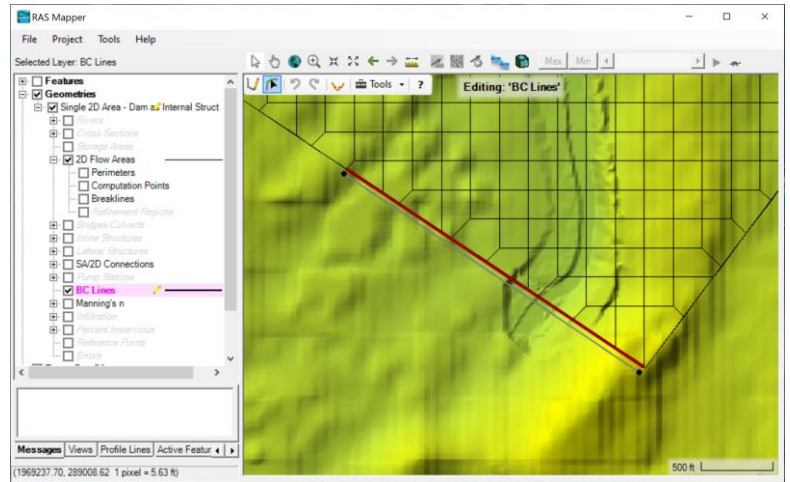 RAS Mapper
File Project Tools Help
Selected Layer: BC Lines
Max Min
Features
Geometries
Single 2D Area - Dam as Internal Struct
Rivers
Cross Sections
Storage Areas
2D Flow Areas
Perimeters
Computation Points
Breaklines
Refinement Regions
Bridges/Culverts
Inline Structures
Lateral Structures
SA/2D Connections
Pump Stations
BC Lines
Manning's n
Infiltration
Percent Impervious
Reference Points
Errors
Tools ?
Editing: 'BC Lines'
500 ft
Messages Views Profile Lines Active Featur
(1969237.70, 289008.62 1 pixel = 5.63 ft)